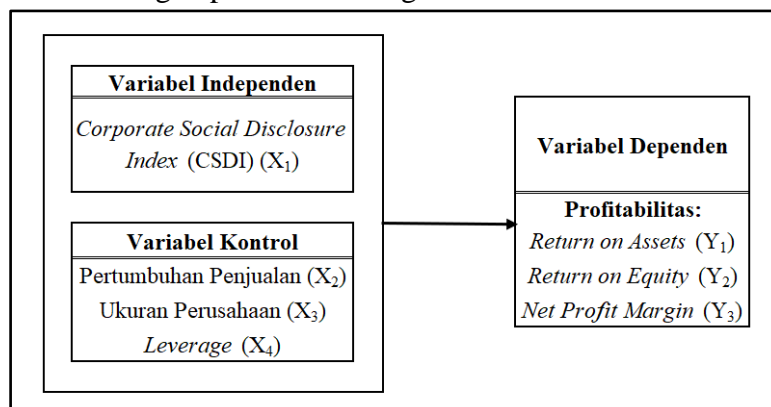 Variabel Independen
Corporate Social Disclosure
Index (CSDI) (X₁)
Variabel Kontrol
Pertumbuhan Penjualan (X₂)
Ukuran Perusahaan (X₃)
Leverage (X₄)
Variabel Dependen
Profitabilitas:
Return on Assets (Y₁)
Return on Equity (Y₂)
Net Profit Margin (Y₃)